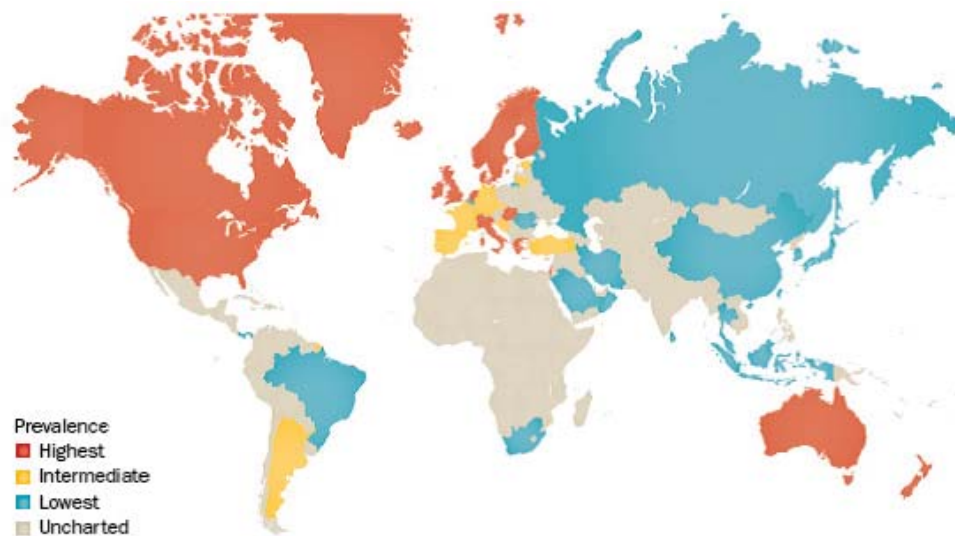 Prevalence
Highest
Intermediate
Lowest
Uncharted